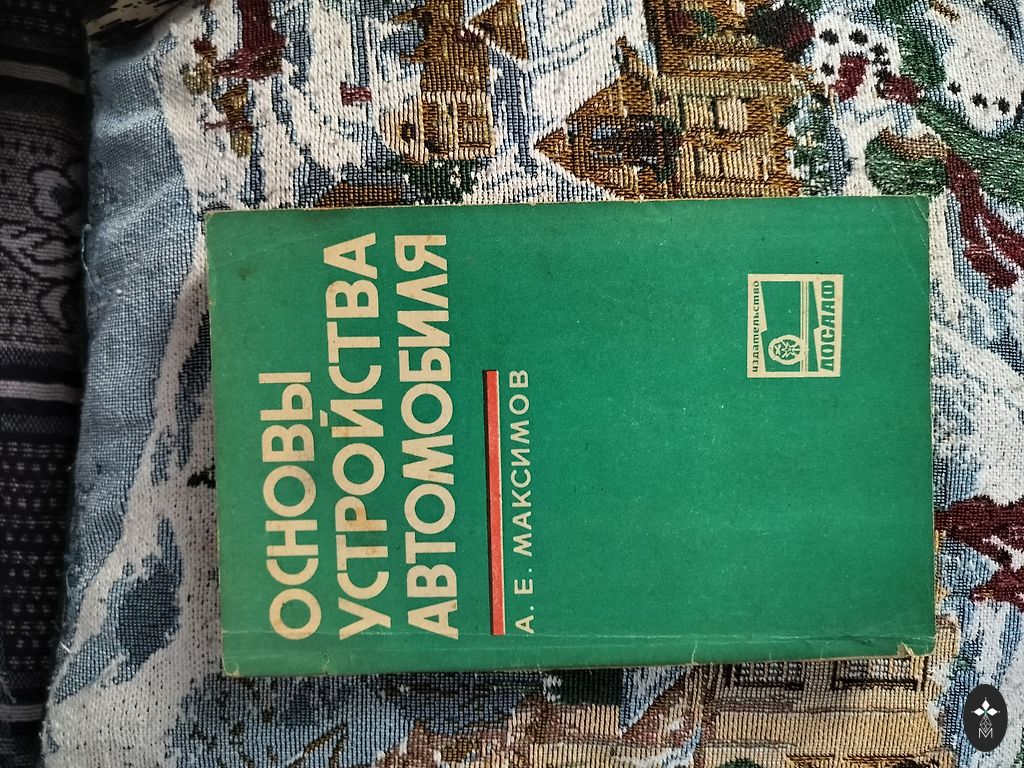 ОСНОВЫ
УСТРОЙСТВА
АВТОМОБИЛЯ
А. Е. МАКСИМОВ
издательство
ДОСААФ
M